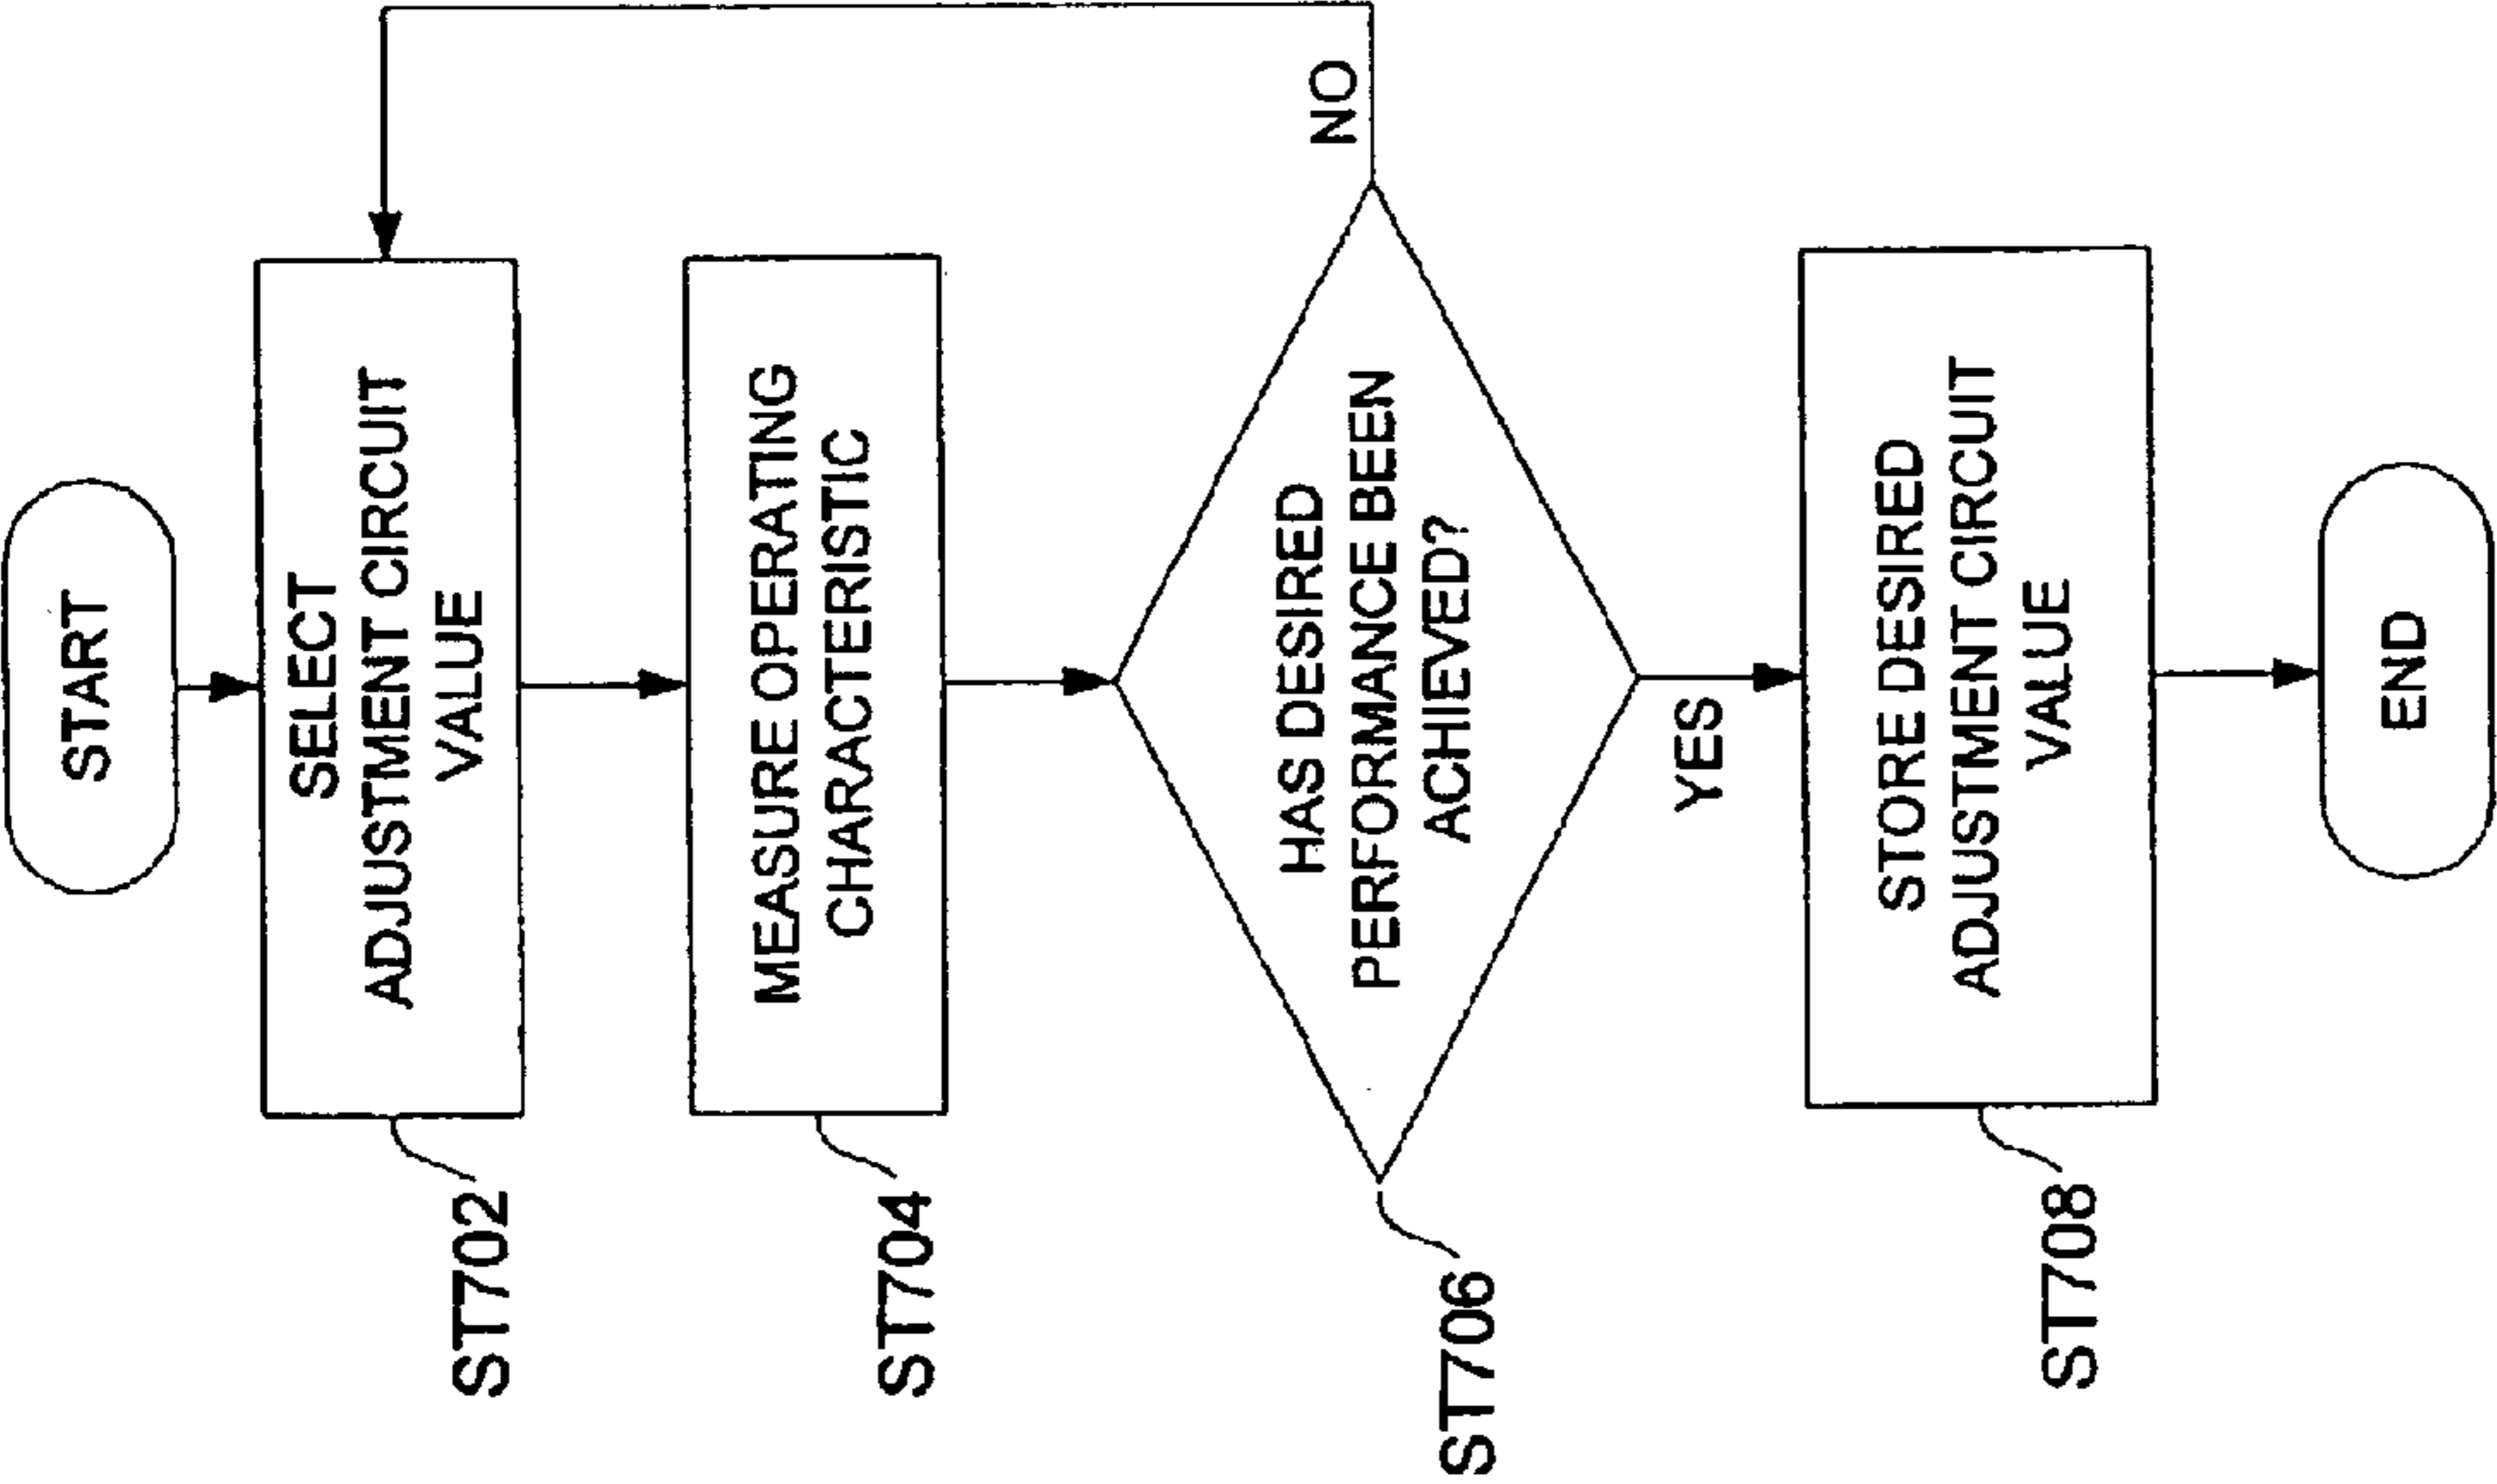 START
SELECT
ADJUSTMENT CIRCUIT
VALUE
ST702
MEASURE OPERATING
CHARACTERISTIC
ST704
HAS DESIRED
PERFORMANCE BEEN
ACHIEVED?
NO
ST706
YES
STORE DESIRED
ADJUSTMENT CIRCUIT
VALUE
ST708
END